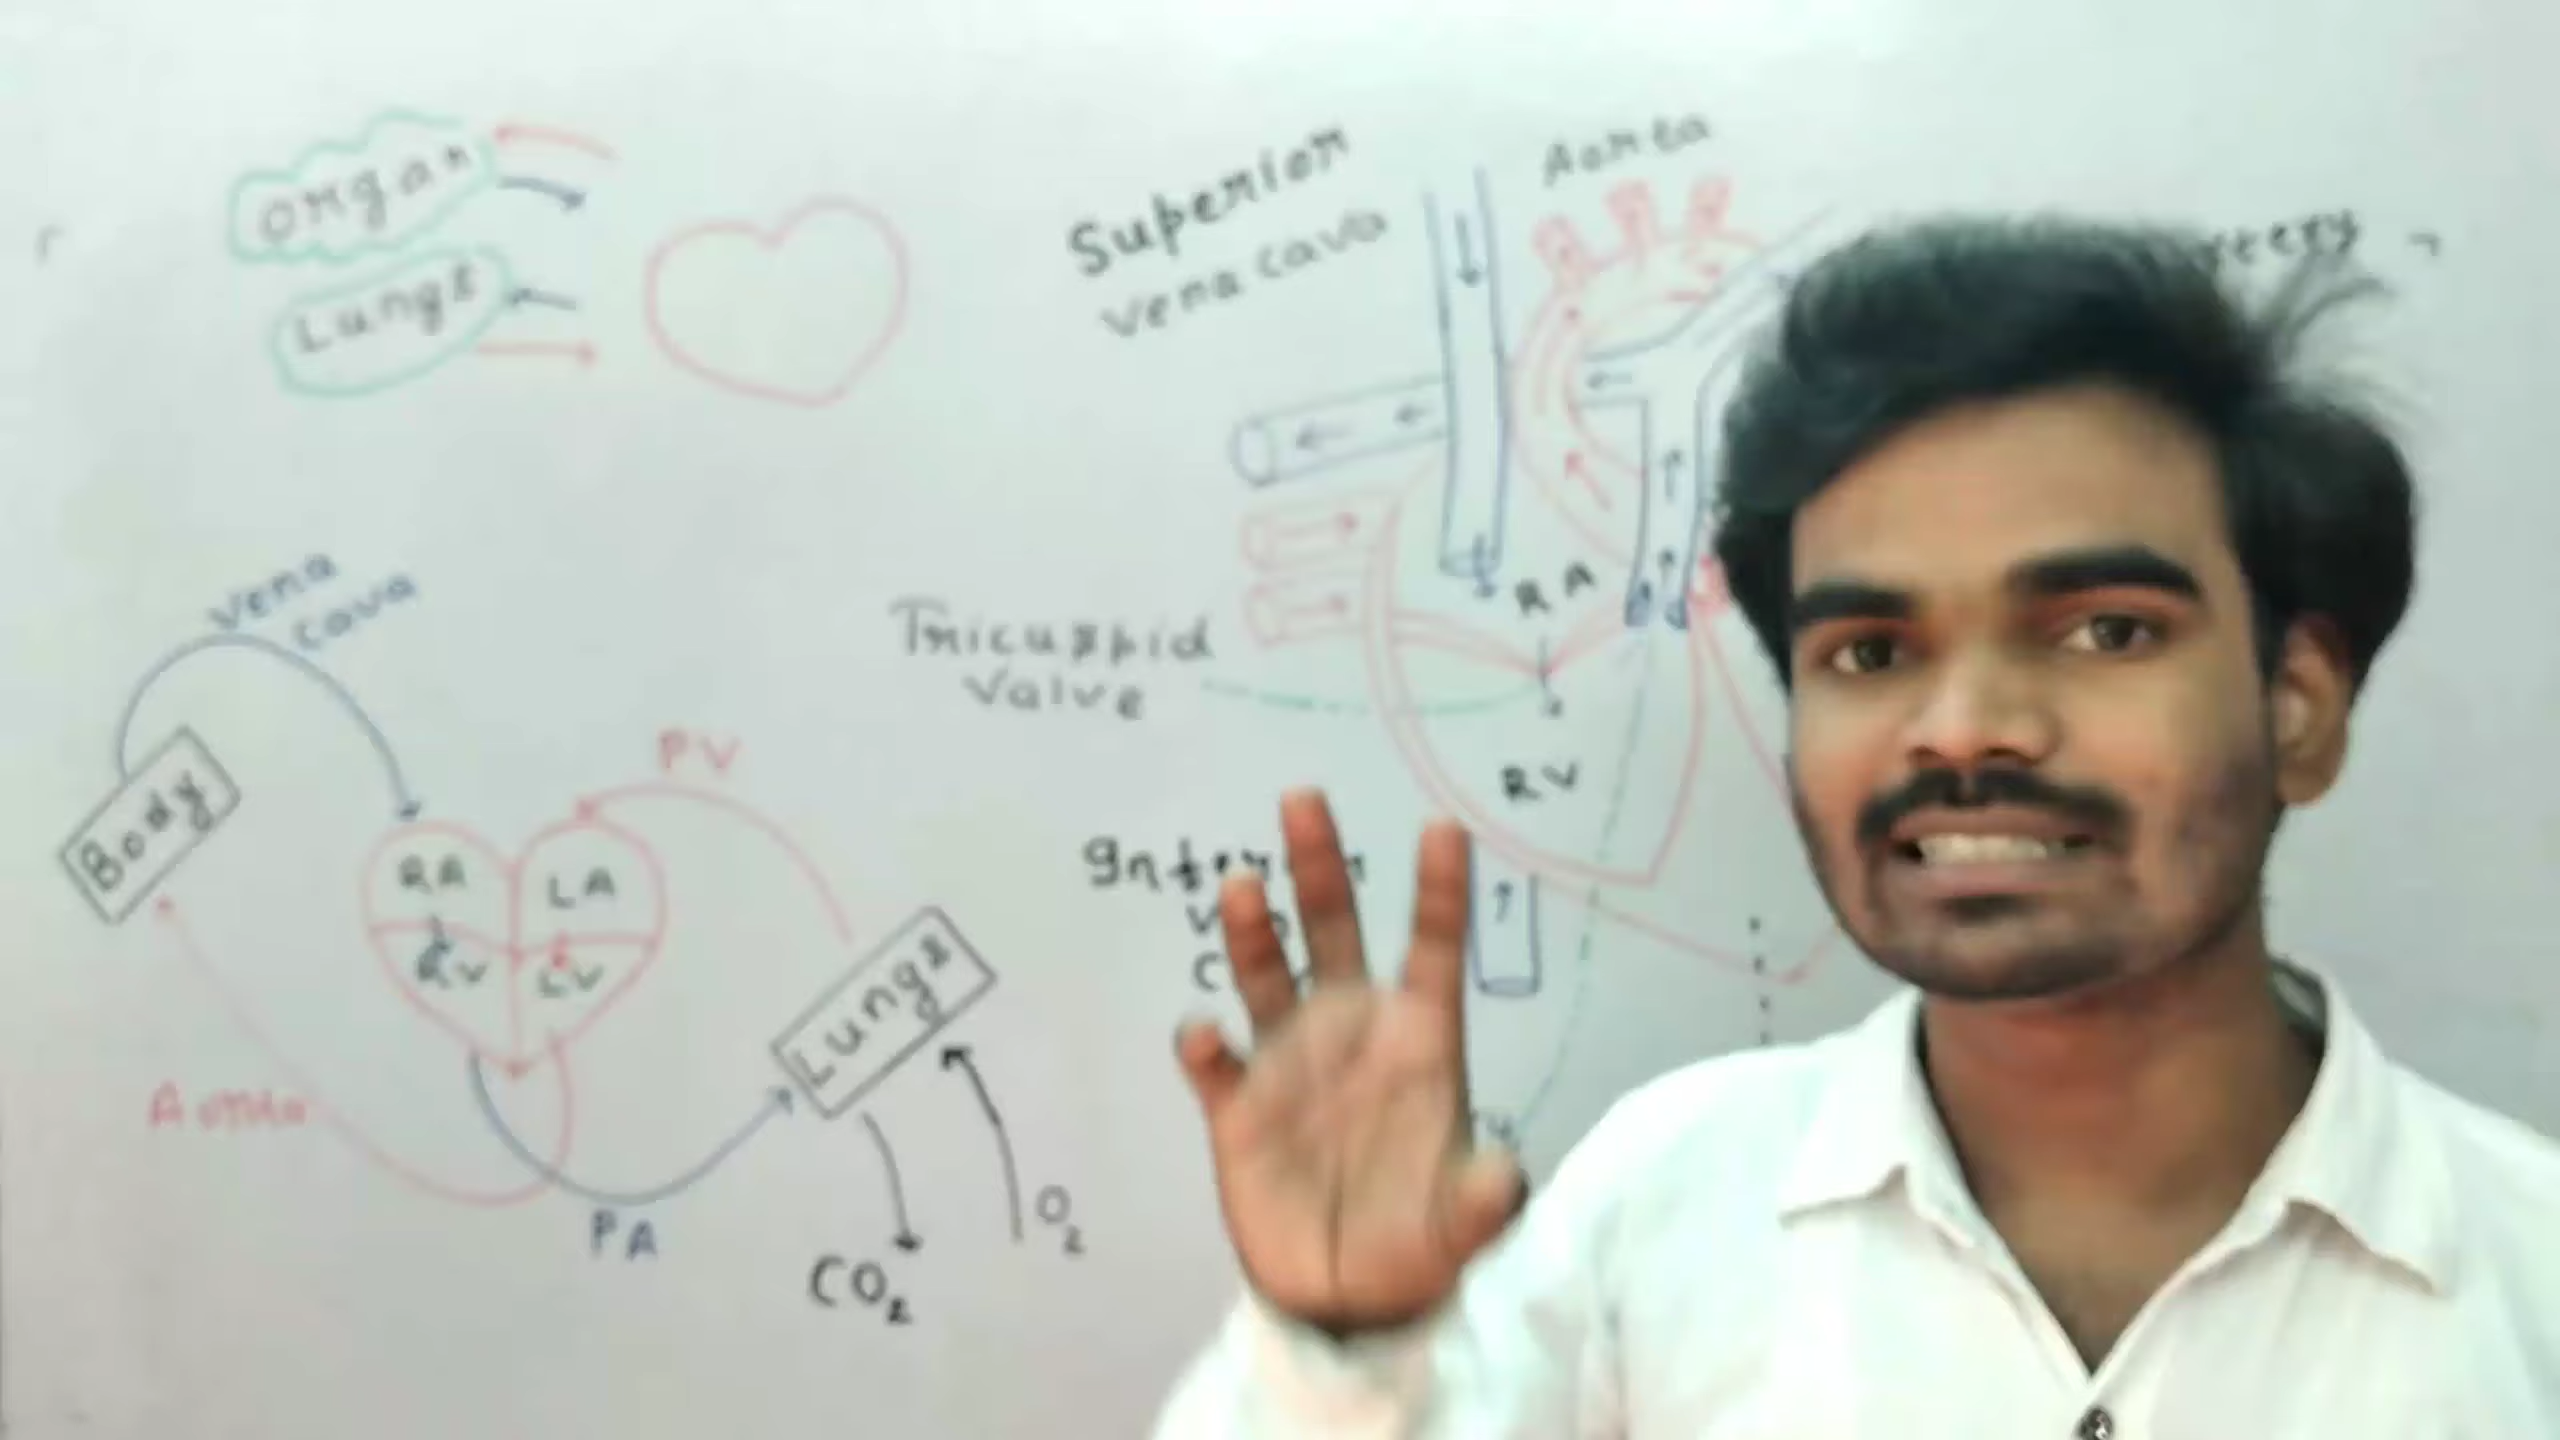 Organ
Lungs
Superior
vena cava
Aorta
Vena
cava
Body
RA
LA
RV
LV
PV
Lungs
Aorta
PA
CO₂
O₂
Tricuspid
Valve
RA
RV